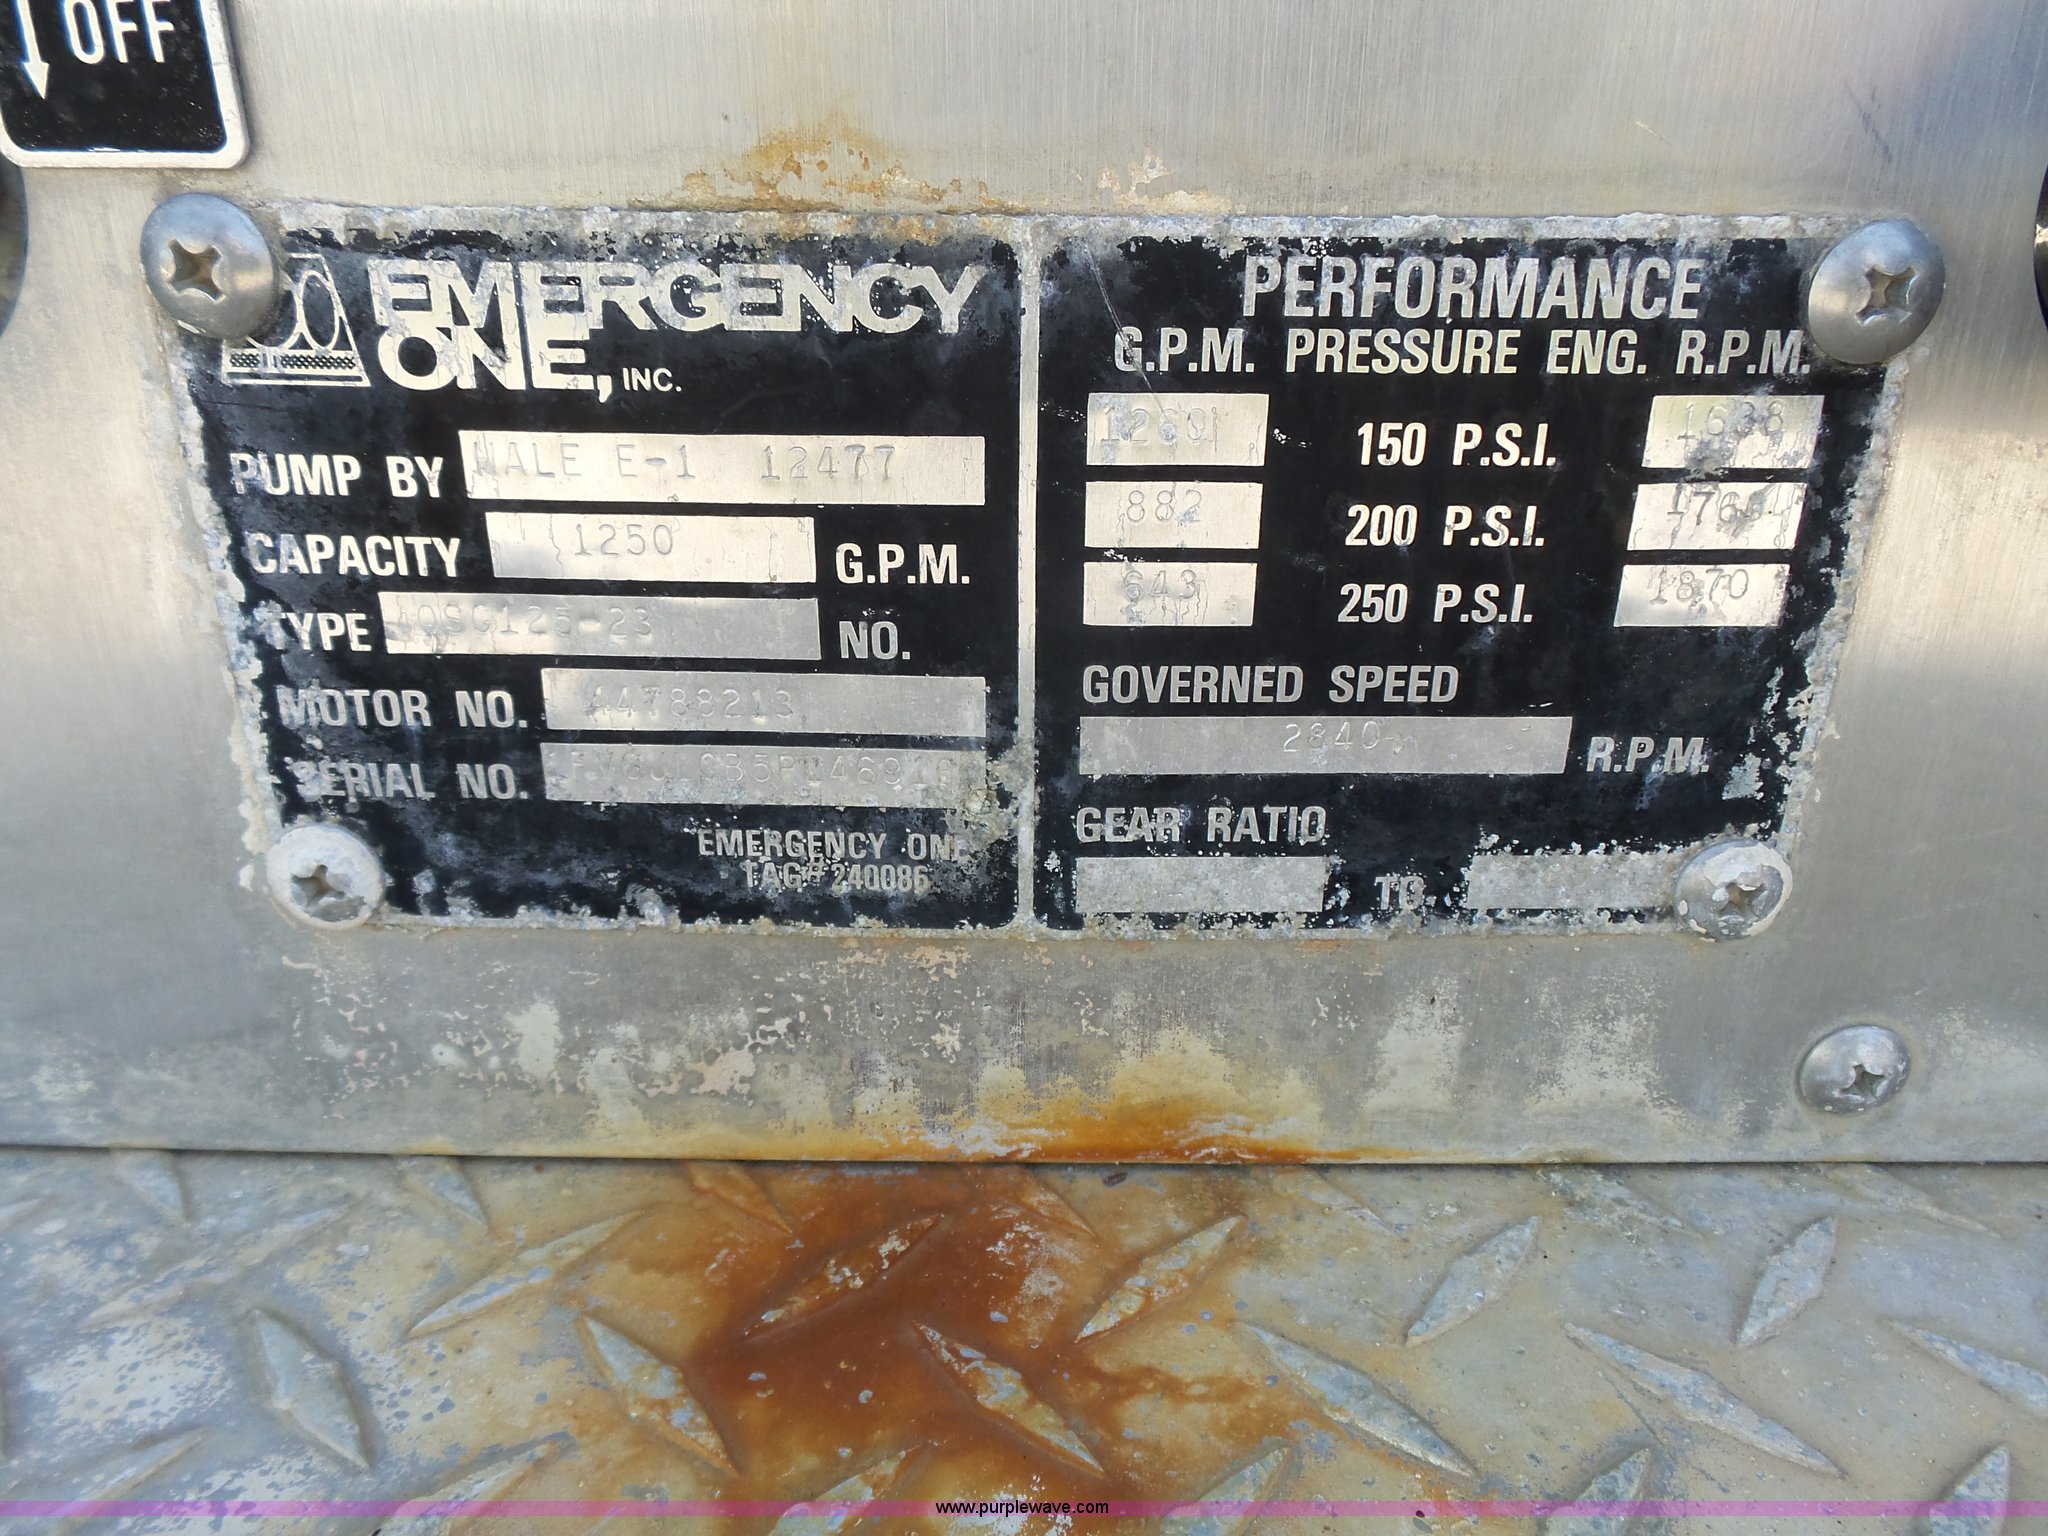 OFF
EMERGENCY
ONE, INC.
PUMP BY HALE E-1 12477
CAPACITY 1250 G.P.M.
TYPE NO.
MOTOR NO. 44788213
SERIAL NO.
EMERGENCY ONE
TAG# 240086
PERFORMANCE
G.P.M. PRESSURE ENG. R.P.M.
1260 150 P.S.I. 1638
882 200 P.S.I.
643 250 P.S.I. 1870
GOVERNED SPEED
2840 R.P.M.
GEAR RATIO
TO
www.purplewave.com